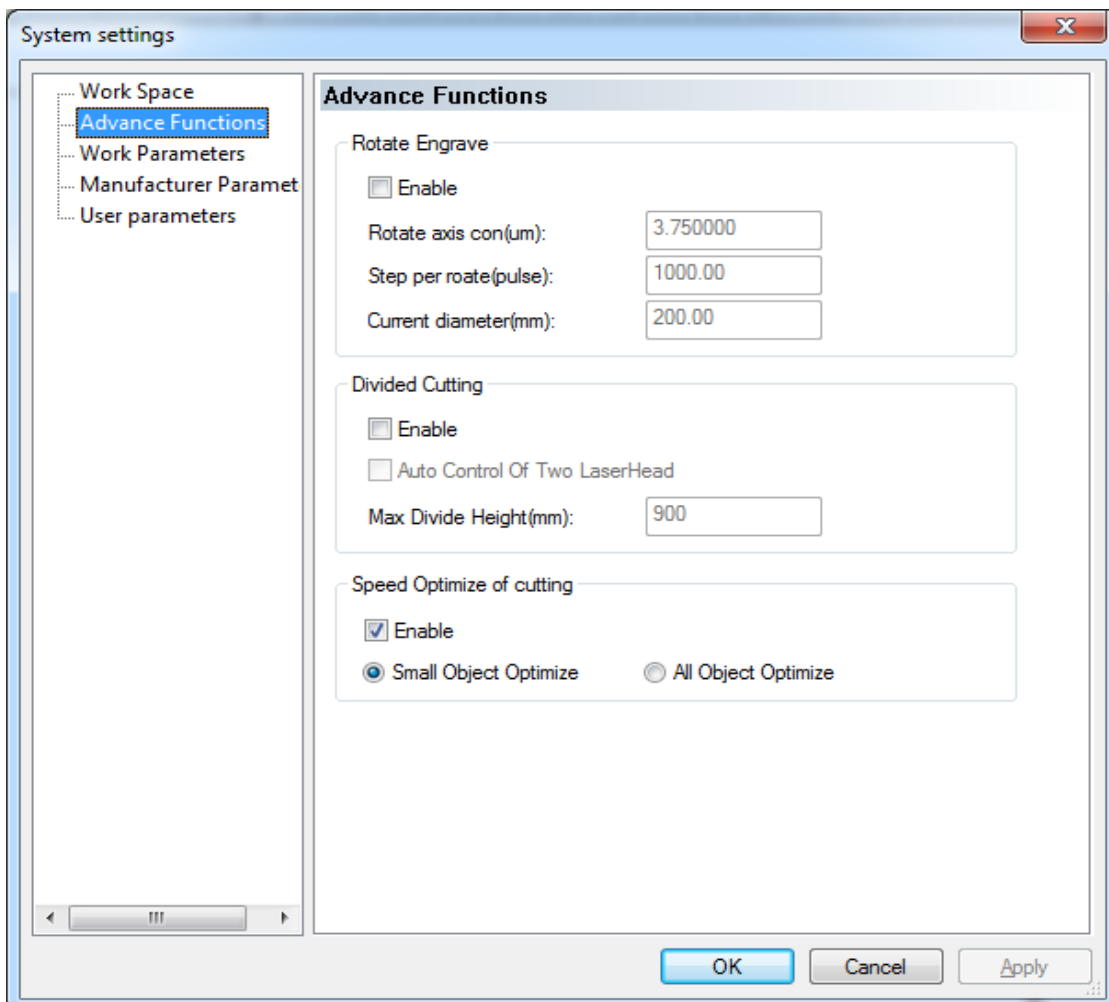 System settings
Work Space
Advance Functions
Work Parameters
Manufacturer Paramet
User parameters
Advance Functions
Rotate Engrave
Enable
Rotate axis con(um): 3.750000
Step per roate(pulse): 1000.00
Current diameter(mm): 200.00
Divided Cutting
Enable
Auto Control Of Two LaserHead
Max Divide Height(mm): 900
Speed Optimize of cutting
Enable
Small Object Optimize All Object Optimize
OK Cancel Apply